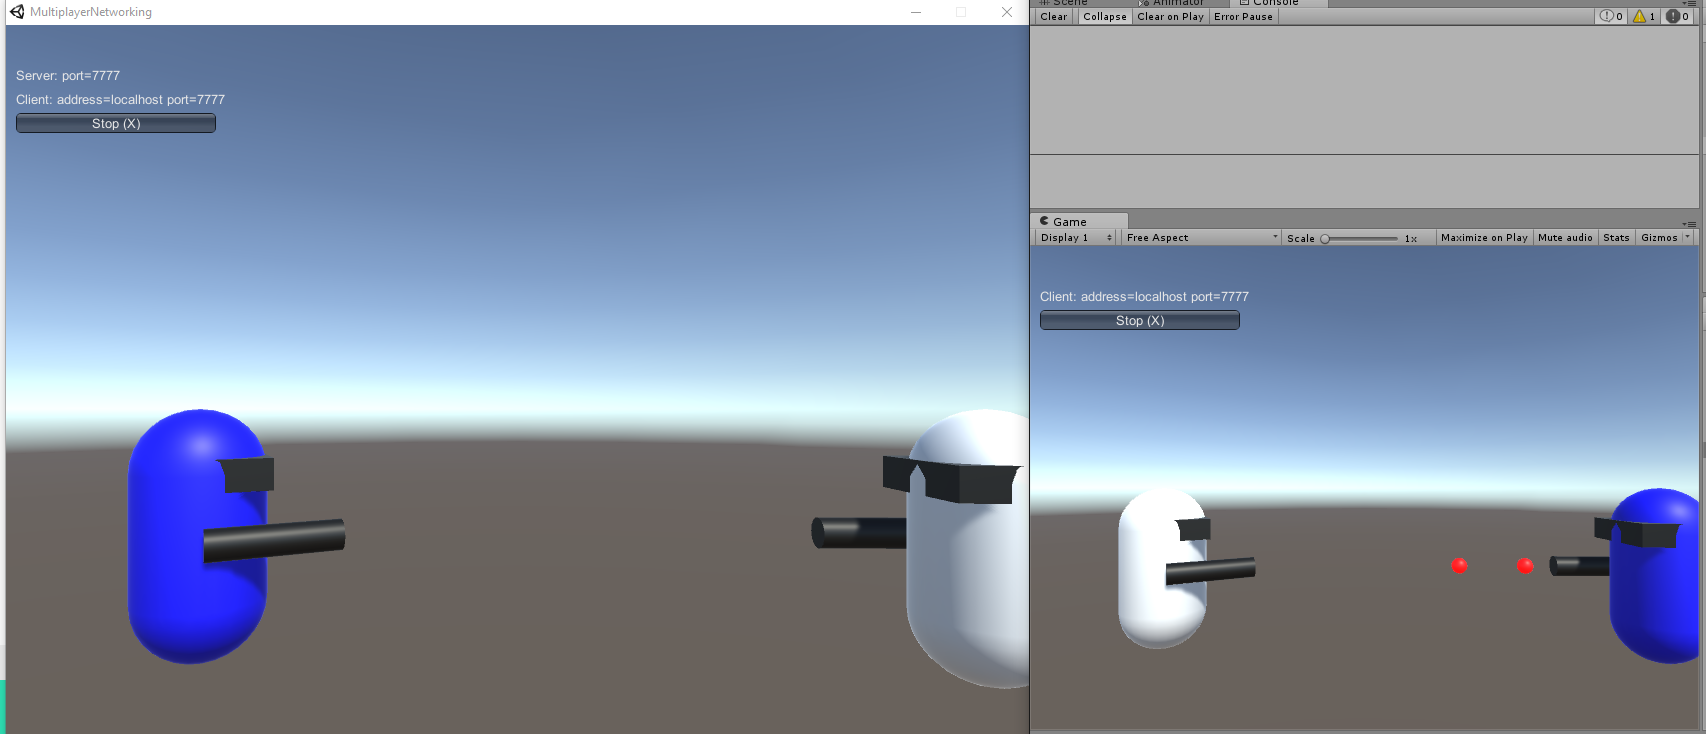 MultiplayerNetworking
Server: port=7777
Client: address=localhost port=7777
Stop (X)
Scene Animator Console
Clear Collapse Clear on Play Error Pause 0 1 0
Game
Display 1 Free Aspect Scale 1x Maximize on Play Mute audio Stats Gizmos
Client: address=localhost port=7777
Stop (X)